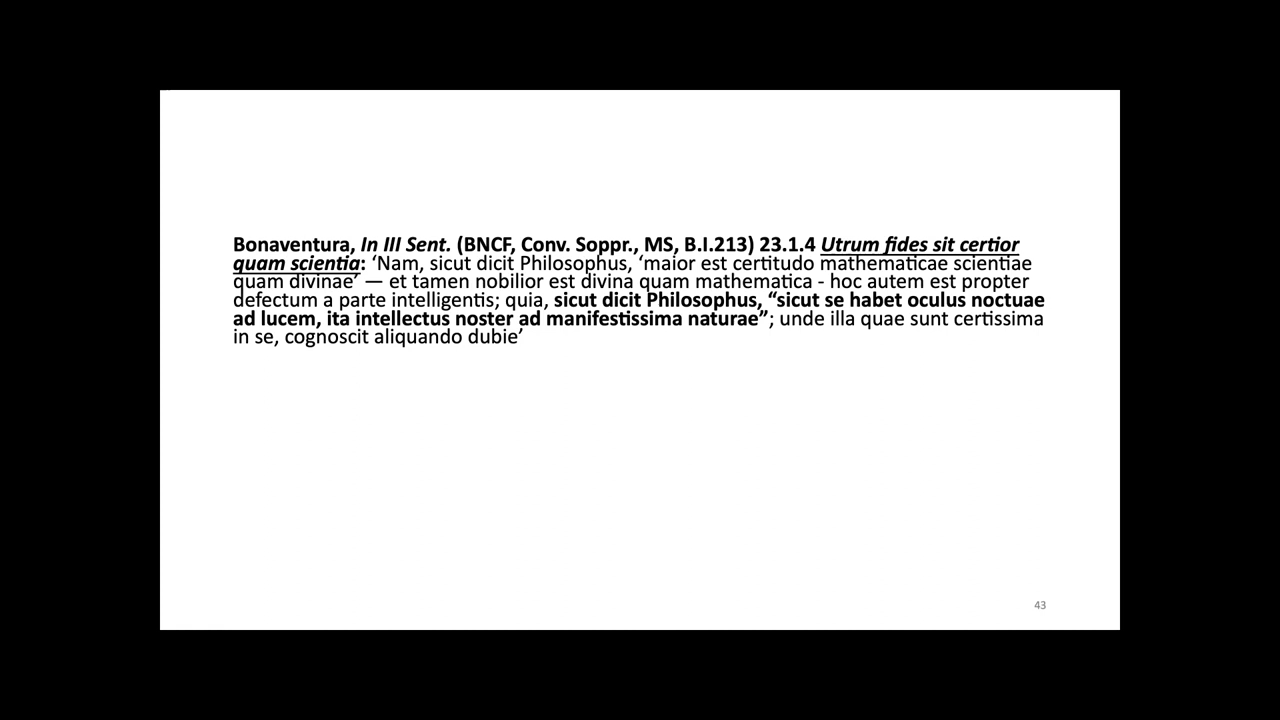 Bonaventura, In III Sent. (BNCF, Conv. Soppr., MS, B.I.213) 23.1.4 Utrum fides sit certior
quam scientia: ‘Nam, sicut dicit Philosophus, ‘maior est certitudo mathematicae scientiae
quam divinae’ — et tamen nobilior est divina quam mathematica - hoc autem est propter
defectum a parte intelligentis; quia, sicut dicit Philosophus, “sicut se habet oculus noctuae
ad lucem, ita intellectus noster ad manifestissima naturae”; unde illa quae sunt certissima
in se, cognoscit aliquando dubie’
43